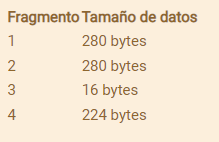 Fragmento Tamaño de datos
1 280 bytes
2 280 bytes
3 16 bytes
4 224 bytes